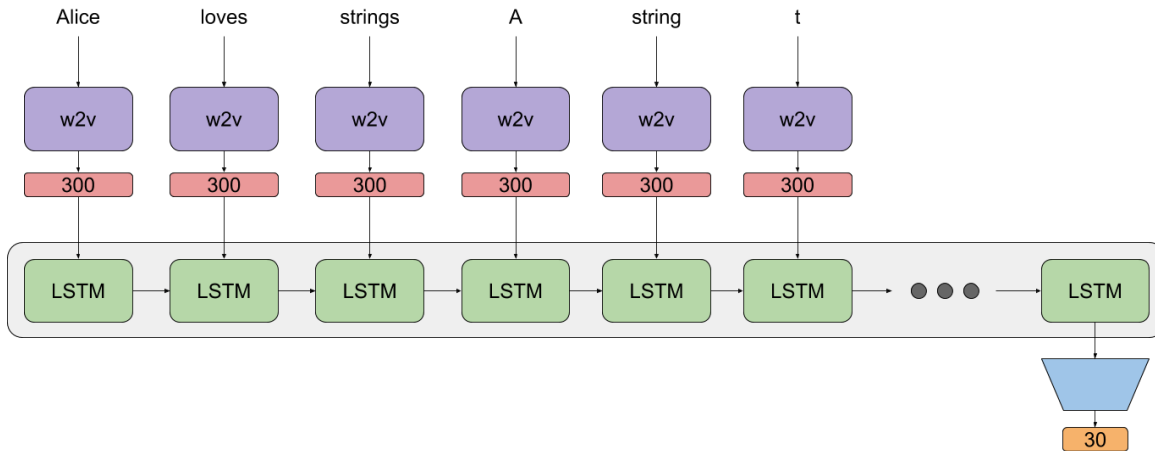 Alice loves strings A string t
w2v w2v w2v w2v w2v w2v
300 300 300 300 300 300
LSTM LSTM LSTM LSTM LSTM LSTM LSTM
30